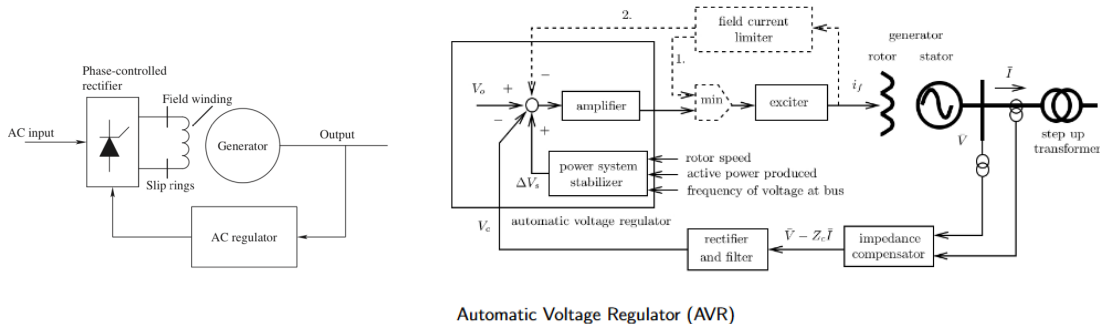 Phase-controlled
rectifier
Field winding
AC input
Output
Generator
Slip rings
AC regulator
2.
field current
limiter
1.
generator
rotor stator
V₀ + −
amplifier
min
exciter
i_f
Ī
−
+
V̄
step up
transformer
power system
stabilizer
ΔVₛ
rotor speed
active power produced
frequency of voltage at bus
V_c
automatic voltage regulator
rectifier
and filter
V̄ − Z_cĪ
impedance
compensator
Automatic Voltage Regulator (AVR)